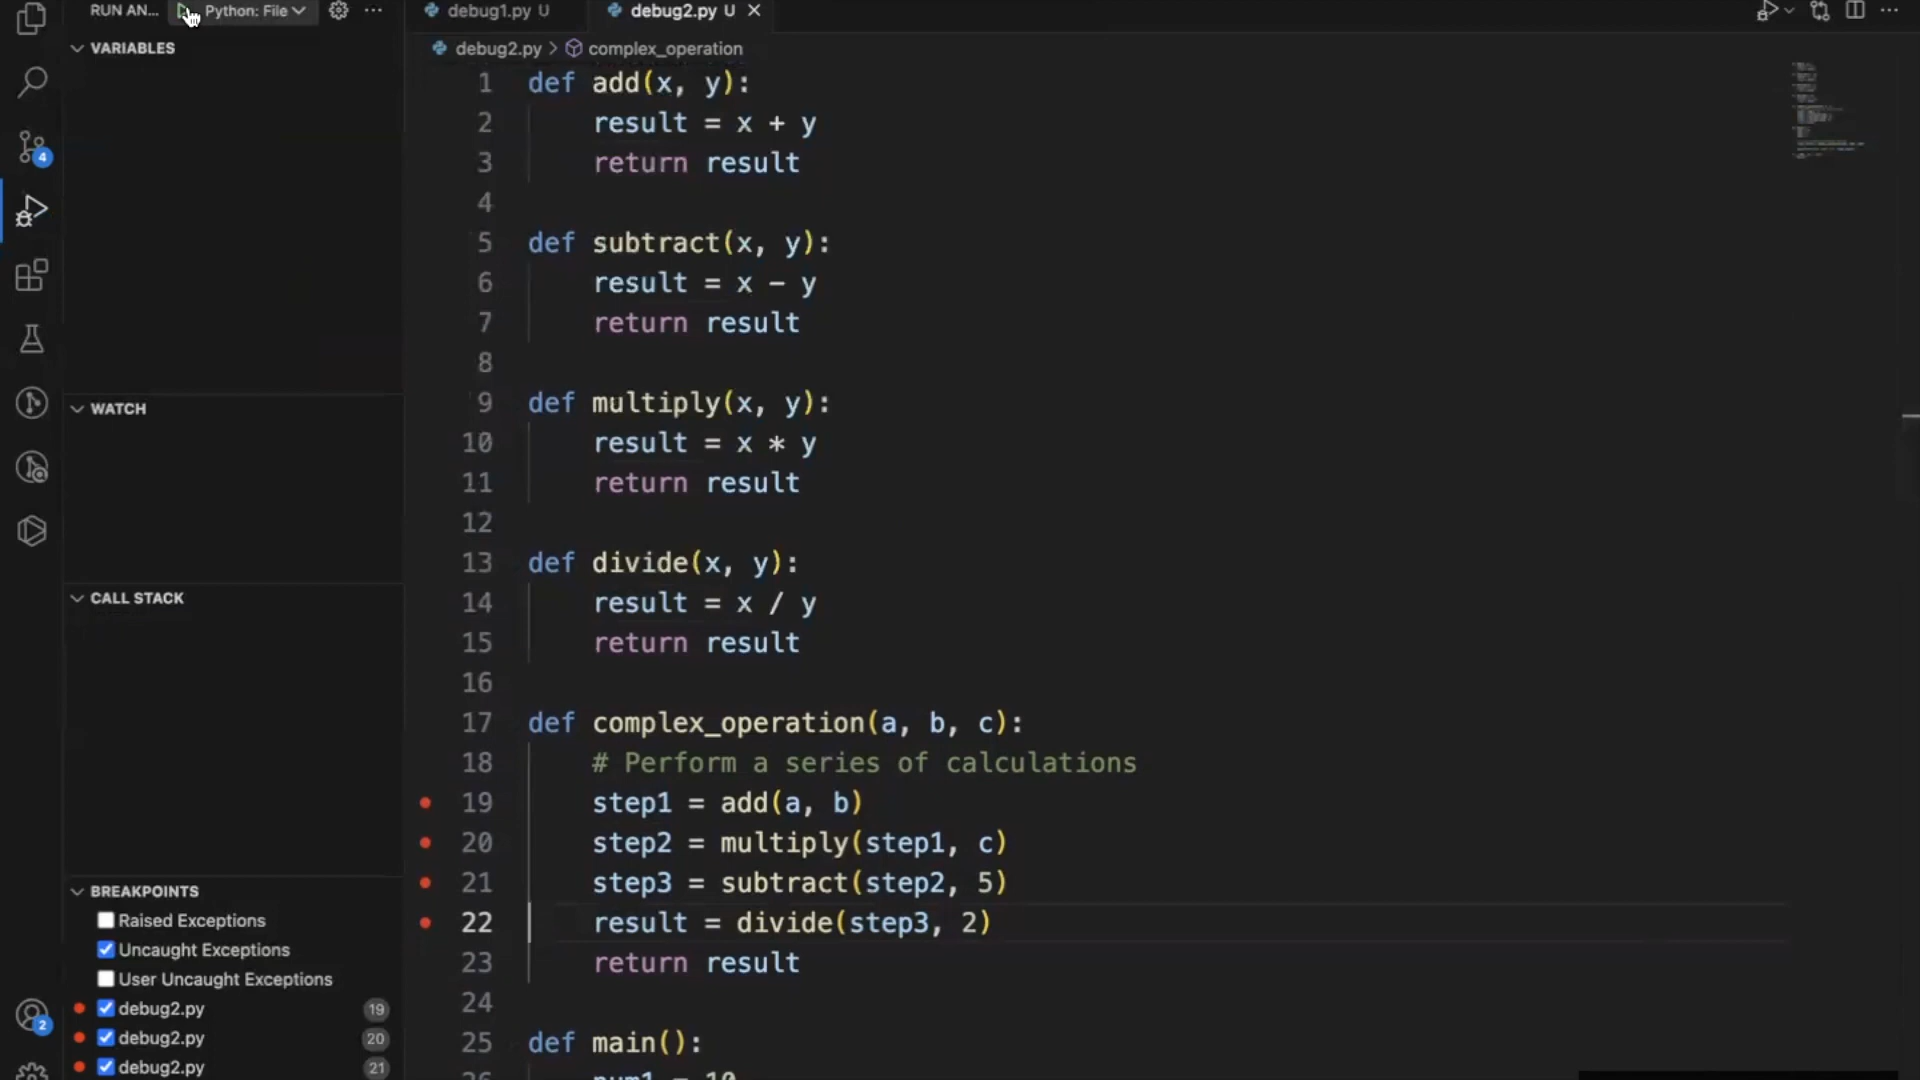 RUN AN... Python: File
VARIABLES
WATCH
CALL STACK
BREAKPOINTS
Raised Exceptions
Uncaught Exceptions
User Uncaught Exceptions
debug2.py 19
debug2.py 20
debug2.py 21
4
2
debug1.py U debug2.py U
debug2.py > complex_operation
1 def add(x, y):
2 result = x + y
3 return result
4
5 def subtract(x, y):
6 result = x - y
7 return result
8
9 def multiply(x, y):
10 result = x * y
11 return result
12
13 def divide(x, y):
14 result = x / y
15 return result
16
17 def complex_operation(a, b, c):
18 # Perform a series of calculations
19 step1 = add(a, b)
20 step2 = multiply(step1, c)
21 step3 = subtract(step2, 5)
22 result = divide(step3, 2)
23 return result
24
25 def main():
26 num1 = 10